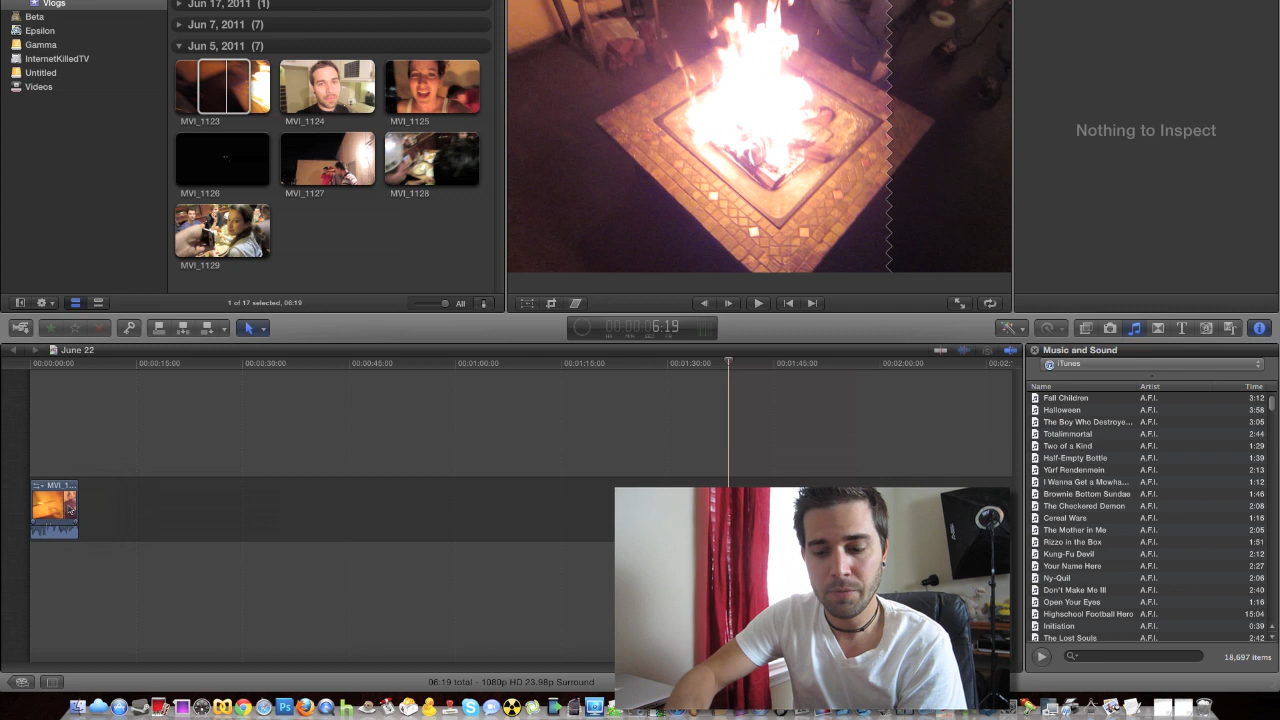 Vlogs
Beta
Epsilon
Gamma
InternetKilledTV
Untitled
Videos
Jun 17, 2011 (1)
Jun 7, 2011 (7)
Jun 5, 2011 (7)
MVI_1123
MVI_1124
MVI_1125
MVI_1126
MVI_1127
MVI_1128
MVI_1129
1 of 17 selected, 06:19
All
Nothing to Inspect
6:19
June 22
00:00:00:00
00:00:15:00
00:00:30:00
00:00:45:00
00:01:00:00
00:01:15:00
00:01:30:00
00:01:45:00
00:02:00:00
MVI_1...
06:19 total - 1080p HD 23.98p Surround
Music and Sound
iTunes
Name Artist Time
Fall Children A.F.I. 3:12
Halloween A.F.I. 3:58
The Boy Who Destroye... A.F.I. 3:05
Totalimmortal A.F.I. 2:44
Two of a Kind A.F.I. 1:29
Half-Empty Bottle A.F.I. 1:39
Yürf Rendenmein A.F.I. 2:13
I Wanna Get a Mowha... A.F.I. 1:12
Brownie Bottom Sundae A.F.I. 1:46
The Checkered Demon A.F.I. 2:08
Cereal Wars A.F.I. 1:16
The Mother in Me A.F.I. 2:05
Rizzo in the Box A.F.I. 1:51
Kung-Fu Devil A.F.I. 2:12
Your Name Here A.F.I. 2:27
Ny-Quil A.F.I. 2:06
Don't Make Me Ill A.F.I. 2:40
Open Your Eyes A.F.I. 1:16
Highschool Football Hero A.F.I. 15:04
Initiation A.F.I. 0:39
The Lost Souls A.F.I. 2:42
18,697 items